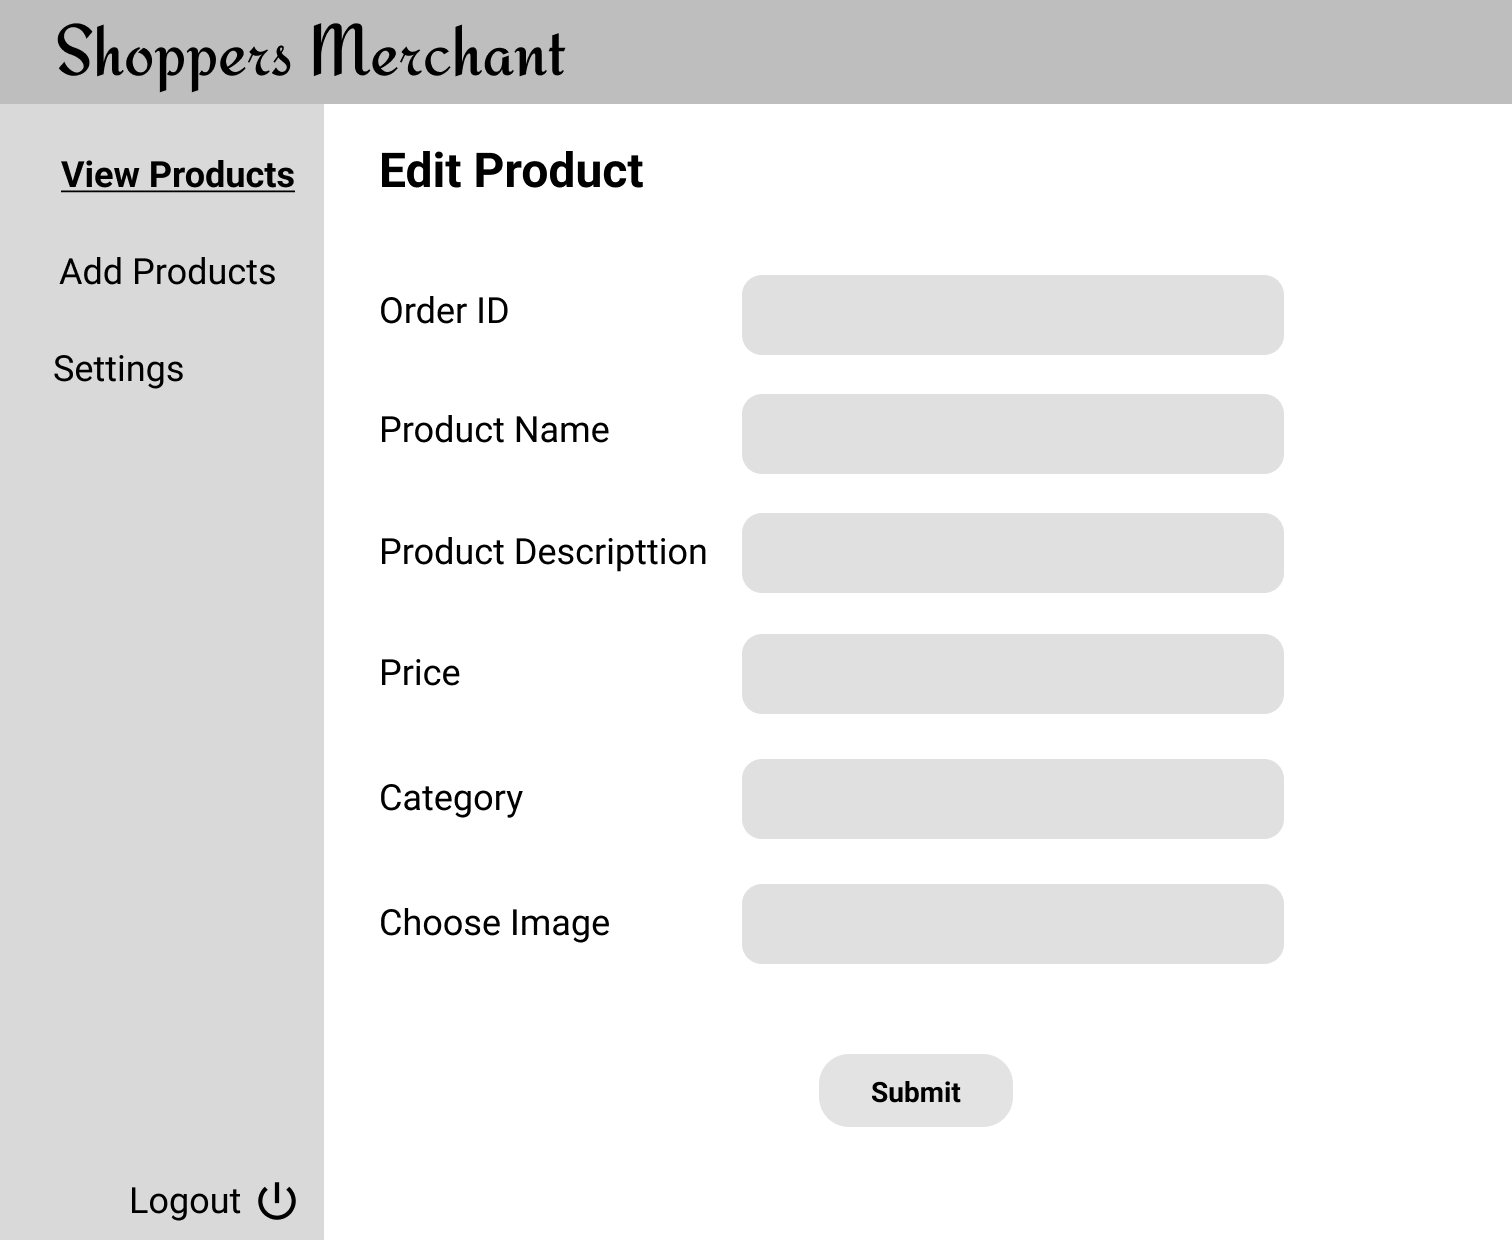 Shoppers Merchant
View Products
Add Products
Settings
Logout
Edit Product
Order ID
Product Name
Product Descripttion
Price
Category
Choose Image
Submit